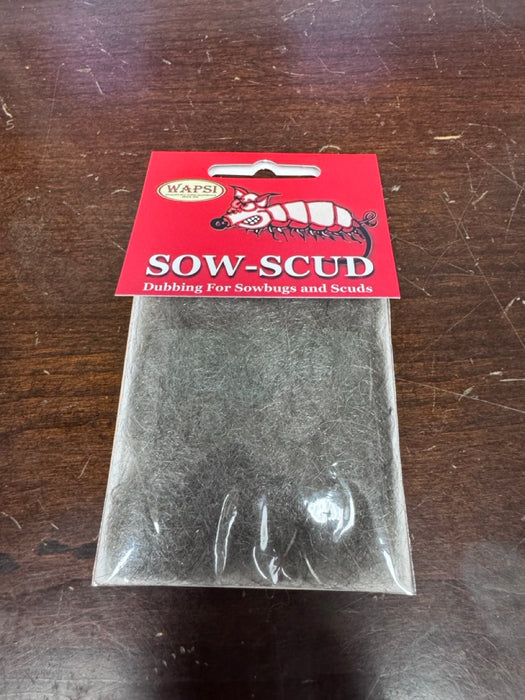 WAPSI
SOW-SCUD
Dubbing For Sowbugs and Scuds